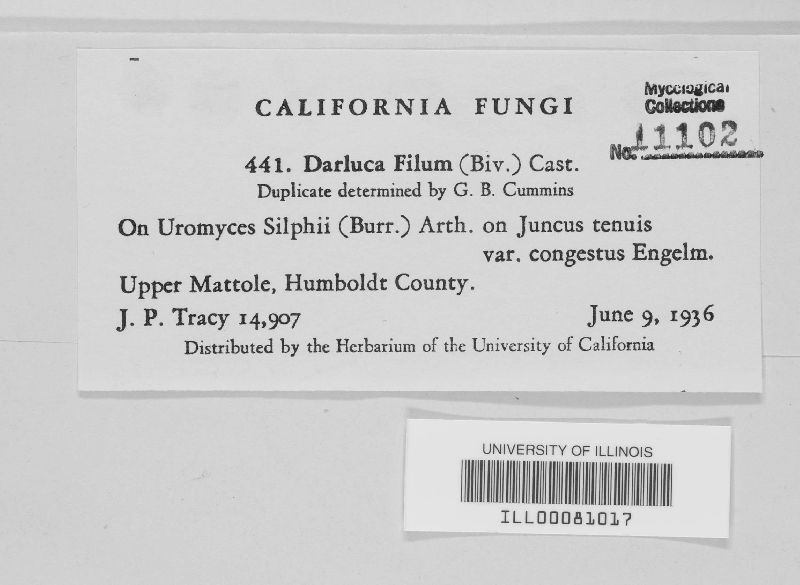 CALIFORNIA FUNGI
Mycological
Collections
No. 11102
441. Darluca Filum (Biv.) Cast.
Duplicate determined by G. B. Cummins
On Uromyces Silphii (Burr.) Arth. on Juncus tenuis
var. congestus Engelm.
Upper Mattole, Humboldt County.
J. P. Tracy 14,907 June 9, 1936
Distributed by the Herbarium of the University of California
UNIVERSITY OF ILLINOIS
ILL00081017